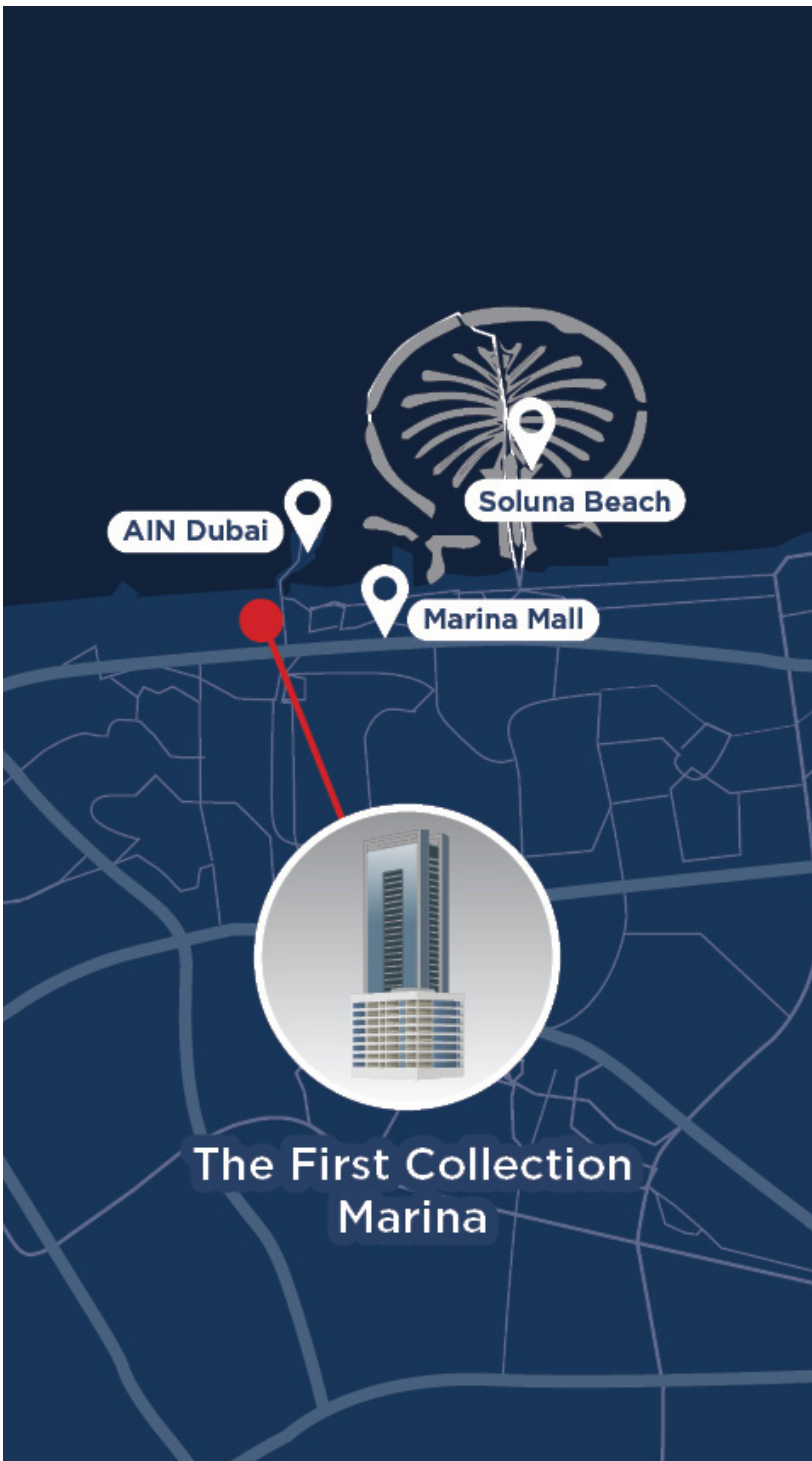 Soluna Beach
AIN Dubai
Marina Mall
The First Collection
Marina